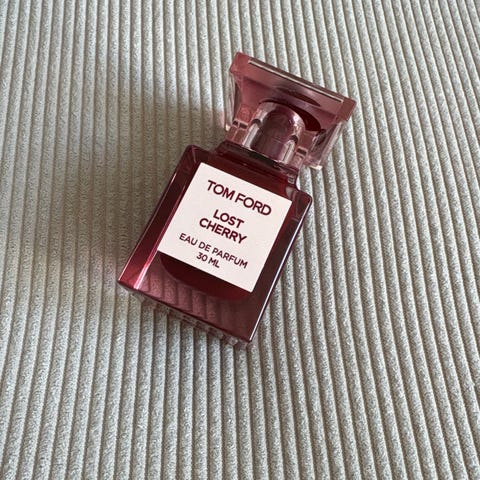 TOM FORD
LOST
CHERRY
EAU DE PARFUM
30 ML